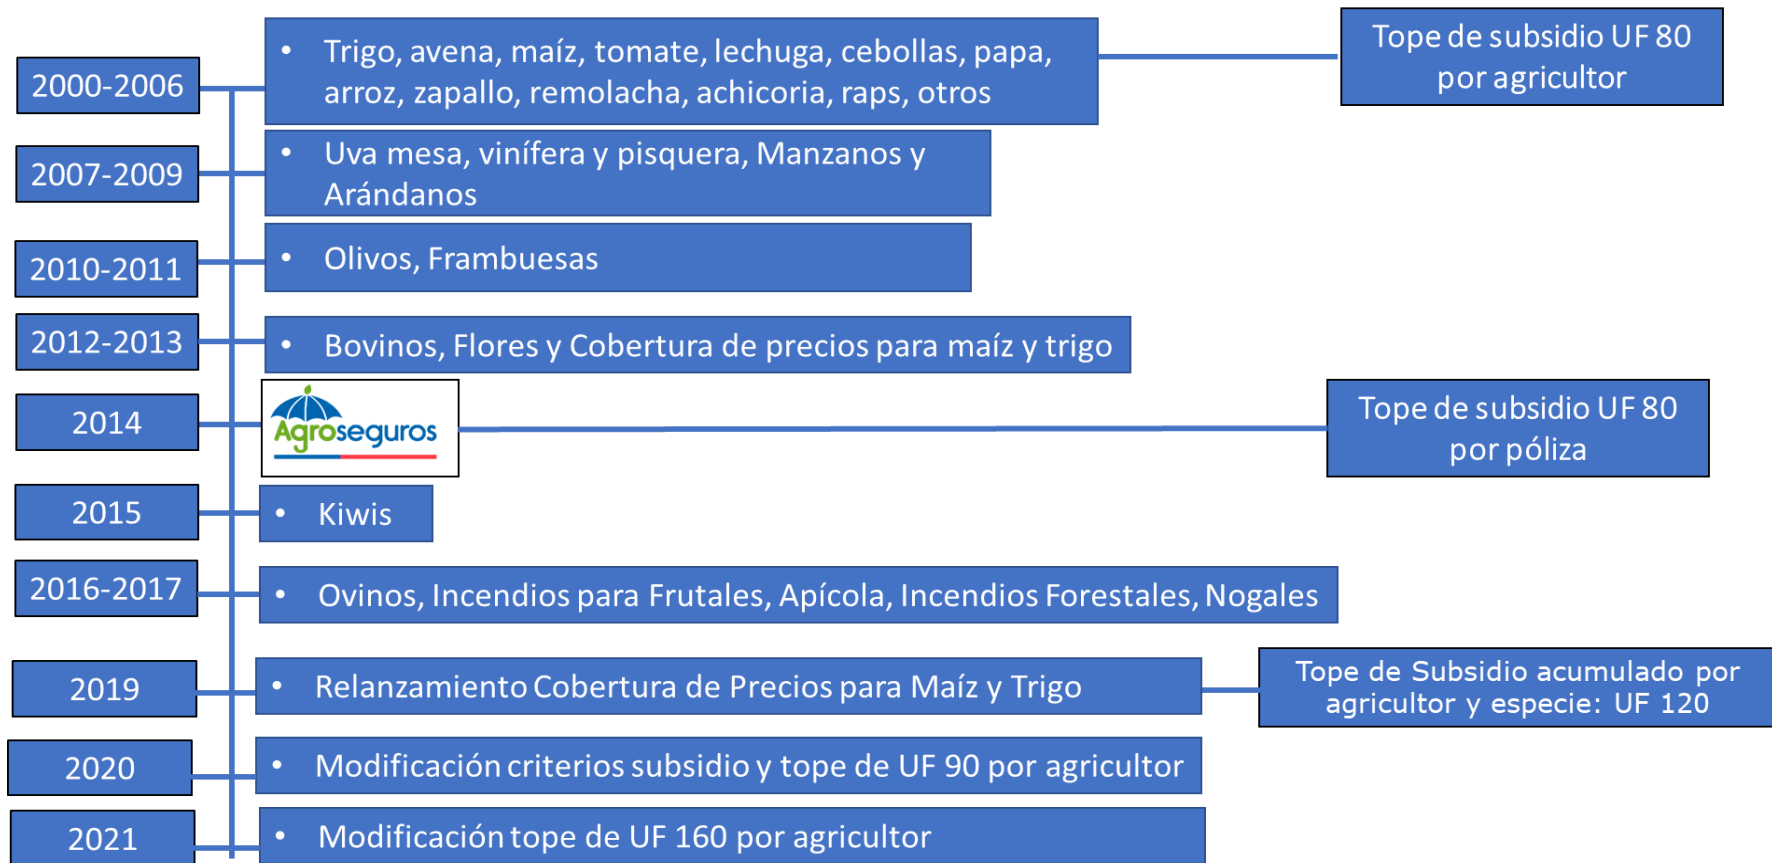 2000-2006
• Trigo, avena, maíz, tomate, lechuga, cebollas, papa,
arroz, zapallo, remolacha, achicoria, raps, otros
Tope de subsidio UF 80
por agricultor
2007-2009
• Uva mesa, vinífera y pisquera, Manzanos y
Arándanos
2010-2011
• Olivos, Frambuesas
2012-2013
• Bovinos, Flores y Cobertura de precios para maíz y trigo
2014
Agroseguros
Tope de subsidio UF 80
por póliza
2015
• Kiwis
2016-2017
• Ovinos, Incendios para Frutales, Apícola, Incendios Forestales, Nogales
2019
• Relanzamiento Cobertura de Precios para Maíz y Trigo
Tope de Subsidio acumulado por
agricultor y especie: UF 120
2020
• Modificación criterios subsidio y tope de UF 90 por agricultor
2021
• Modificación tope de UF 160 por agricultor